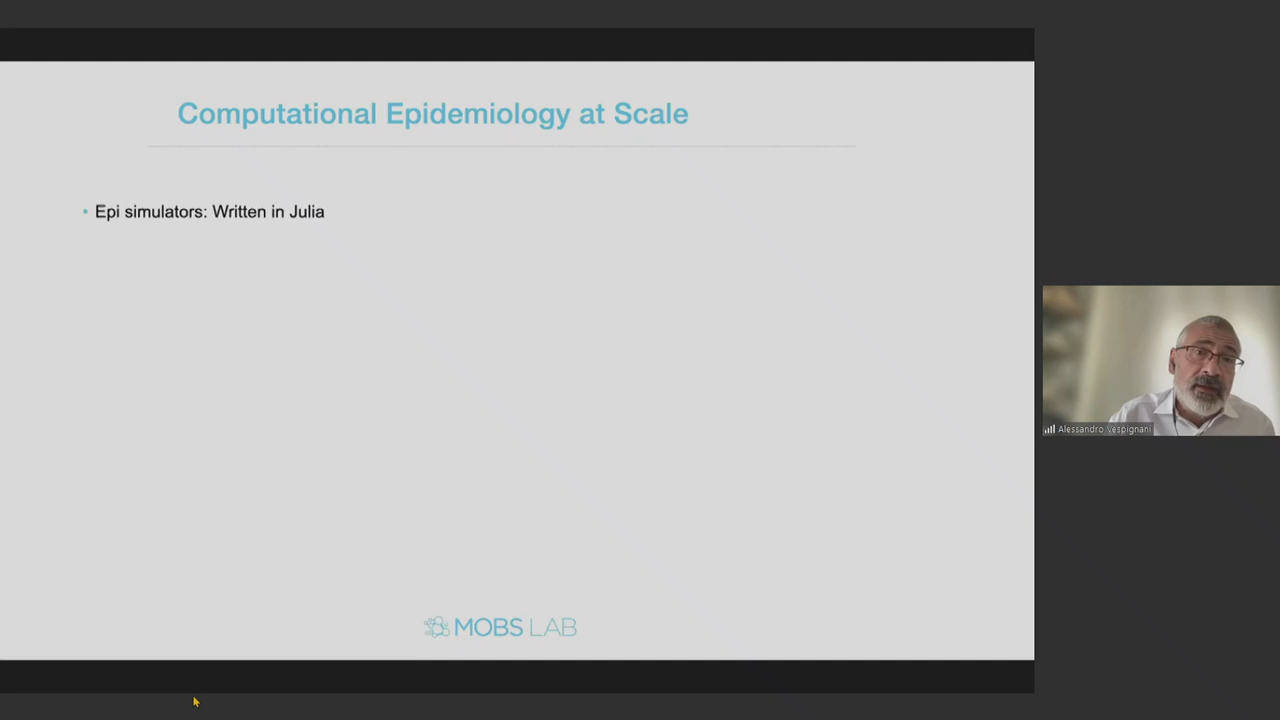 Computational Epidemiology at Scale
• Epi simulators: Written in Julia
MOBS LAB
Alessandro Vespignani